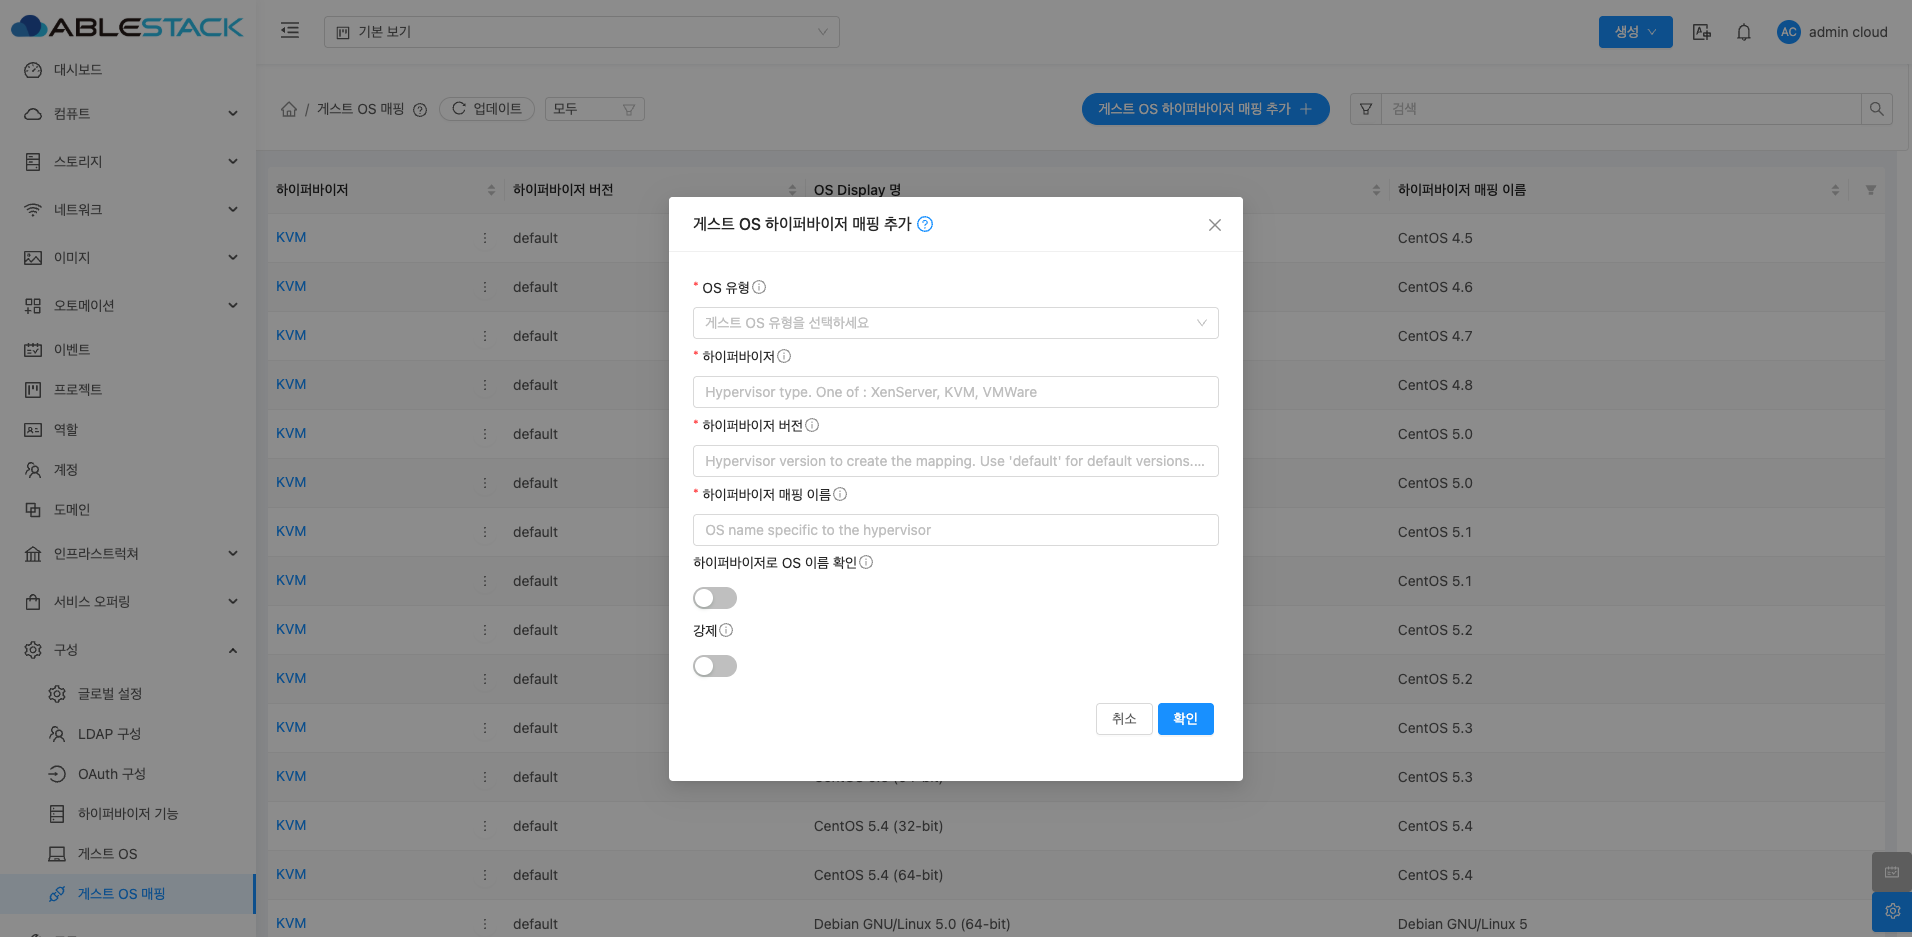 ABLESTACK
기본 보기
생성
AC admin cloud
대시보드
컴퓨트
스토리지
네트워크
이미지
오토메이션
이벤트
프로젝트
역할
계정
도메인
인프라스트럭쳐
서비스 오퍼링
구성
글로벌 설정
LDAP 구성
OAuth 구성
하이퍼바이저 기능
게스트 OS
게스트 OS 매핑
/ 게스트 OS 매핑
업데이트
모두
게스트 OS 하이퍼바이저 매핑 추가
검색
하이퍼바이저 하이퍼바이저 버전 OS Display 명 하이퍼바이저 매핑 이름
KVM default CentOS 4.5
KVM default CentOS 4.6
KVM default CentOS 4.7
KVM default CentOS 4.8
KVM default CentOS 5.0
KVM default CentOS 5.0
KVM default CentOS 5.1
KVM default CentOS 5.1
KVM default CentOS 5.2
KVM default CentOS 5.2
KVM default CentOS 5.3
KVM default CentOS 5.3
KVM default CentOS 5.4 (32-bit) CentOS 5.4
KVM default CentOS 5.4 (64-bit) CentOS 5.4
KVM default Debian GNU/Linux 5.0 (64-bit) Debian GNU/Linux 5
게스트 OS 하이퍼바이저 매핑 추가
* OS 유형
게스트 OS 유형을 선택하세요
* 하이퍼바이저
Hypervisor type. One of : XenServer, KVM, VMWare
* 하이퍼바이저 버전
Hypervisor version to create the mapping. Use 'default' for default versions....
* 하이퍼바이저 매핑 이름
OS name specific to the hypervisor
하이퍼바이저로 OS 이름 확인
강제
취소
확인